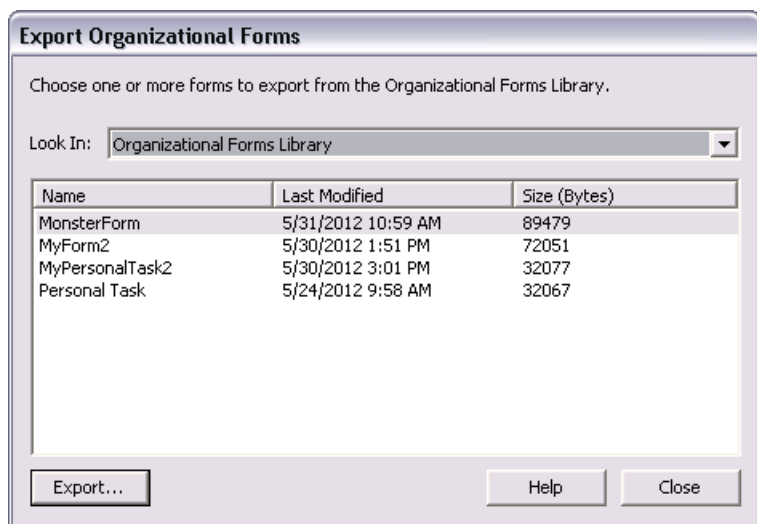 Export Organizational Forms
Choose one or more forms to export from the Organizational Forms Library.
Look In: Organizational Forms Library
Name Last Modified Size (Bytes)
MonsterForm 5/31/2012 10:59 AM 89479
MyForm2 5/30/2012 1:51 PM 72051
MyPersonalTask2 5/30/2012 3:01 PM 32077
Personal Task 5/24/2012 9:58 AM 32067
Export... Help Close